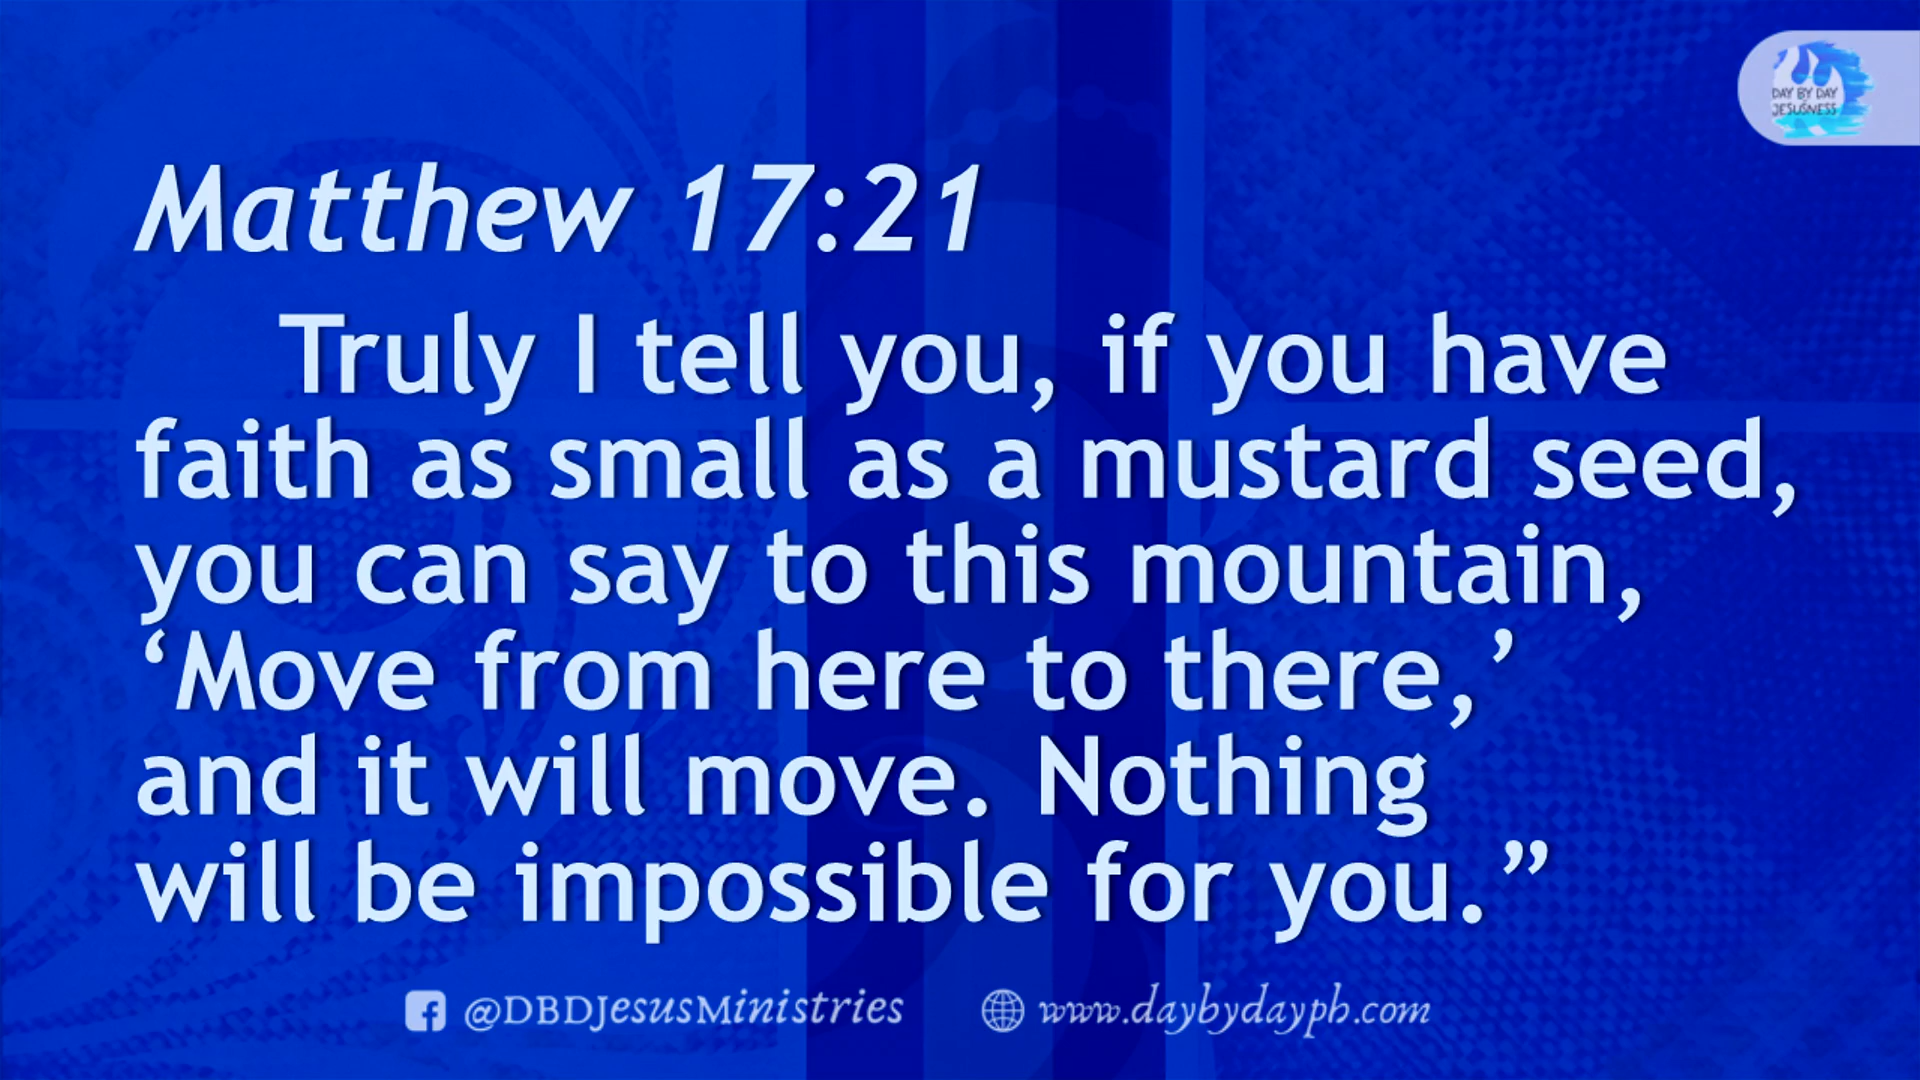 DAY BY DAY
JESUSNESS
Matthew 17:21
Truly I tell you, if you have
faith as small as a mustard seed,
you can say to this mountain,
‘Move from here to there,’
and it will move. Nothing
will be impossible for you.”
@DBDJesusMinistries www.daybydayph.com